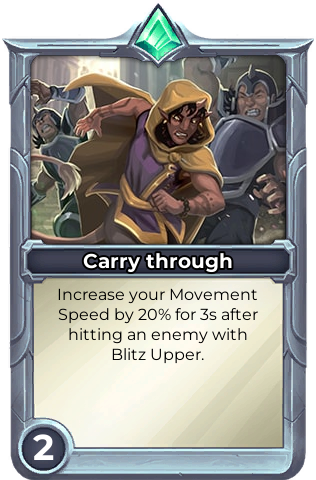 Carry through
Increase your Movement
Speed by 20% for 3s after
hitting an enemy with
Blitz Upper.
2